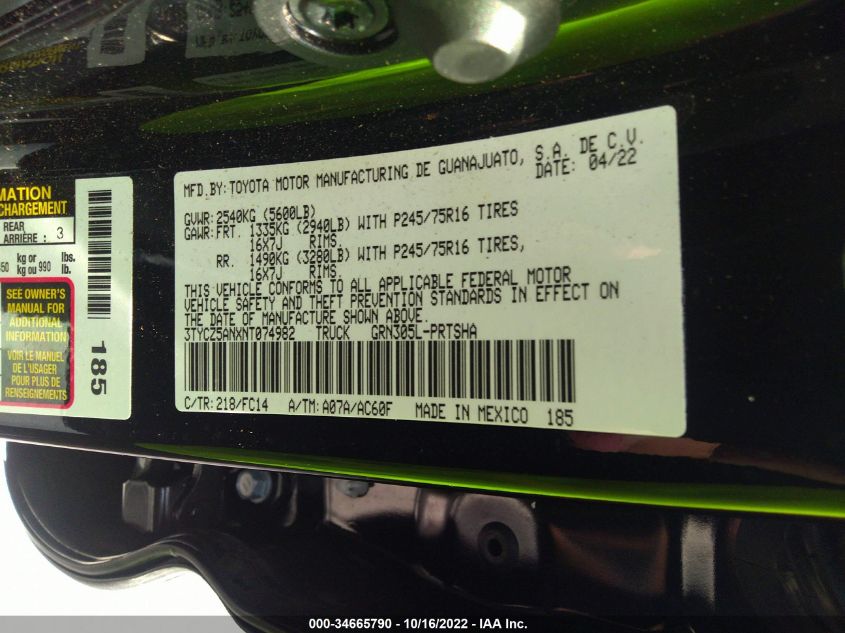 MFD.BY:TOYOTA MOTOR MANUFACTURING DE GUANAJUATO, S.A. DE C.V.
DATE: 04/22
GVWR:2540KG (5600LB)
GAWR:FRT. 1335KG (2940LB) WITH P245/75R16 TIRES
16X7J RIMS.
RR. 1490KG (3280LB) WITH P245/75R16 TIRES,
16X7J RIMS.
THIS VEHICLE CONFORMS TO ALL APPLICABLE FEDERAL MOTOR
VEHICLE SAFETY AND THEFT PREVENTION STANDARDS IN EFFECT ON
THE DATE OF MANUFACTURE SHOWN ABOVE.
3TYCZ5ANXNT074982 TRUCK GRN305L-PRTSHA
C/TR:218/FC14 A/TM:A07A/AC60F MADE IN MEXICO 185
MATION
CHARGEMENT
REAR
ARRIÈRE : 3
kg or lbs.
kg ou 990 lb.
SEE OWNER'S
MANUAL FOR
ADDITIONAL
INFORMATION
VOIR LE MANUEL
DE L'USAGER
POUR PLUS DE
RENSEIGNEMENTS
185
000-34665790 - 10/16/2022 - IAA Inc.